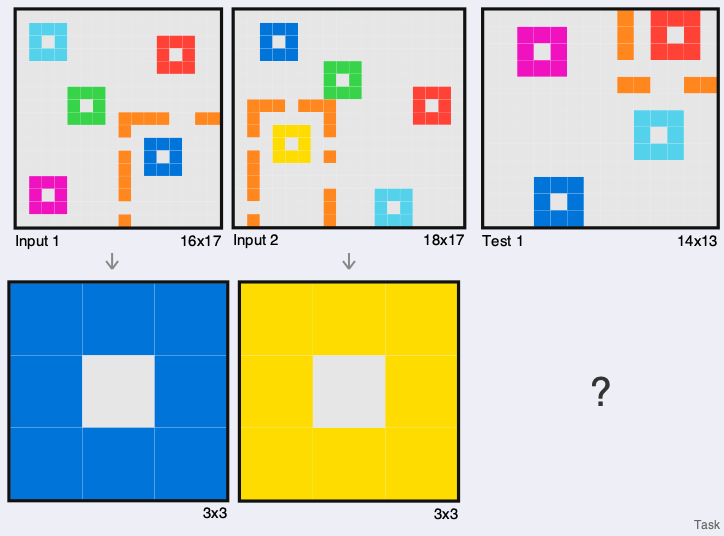 Input 1 16x17
Input 2 18x17
Test 1 14x13
3x3
3x3
?
Task